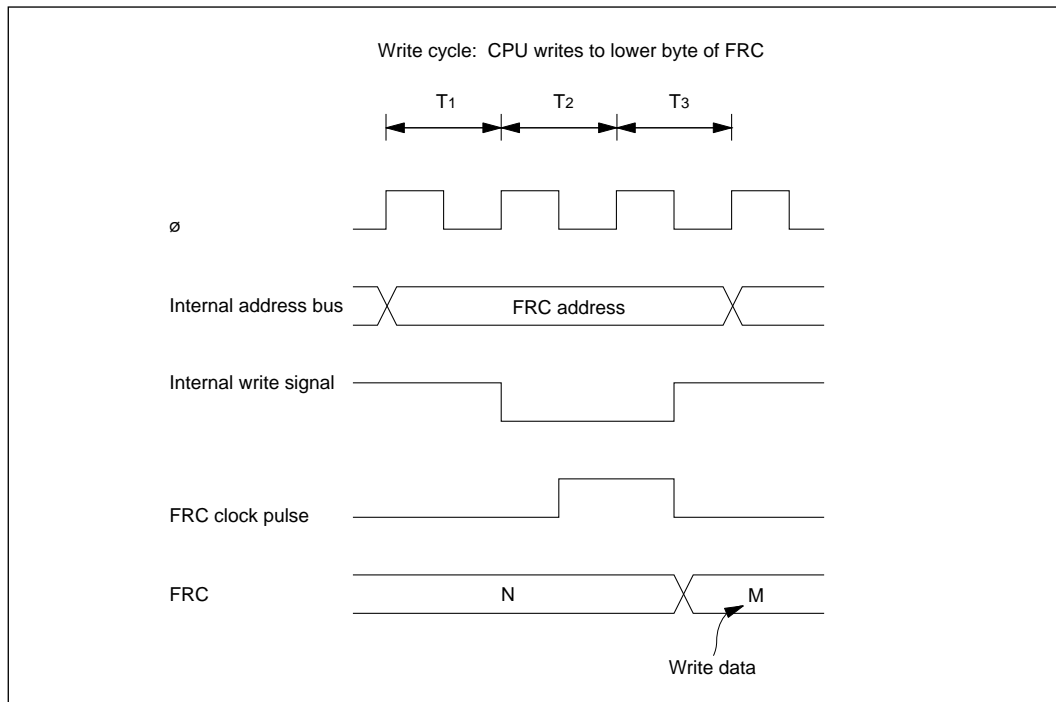 Write cycle: CPU writes to lower byte of FRC
T1 T2 T3
ø
Internal address bus FRC address
Internal write signal
FRC clock pulse
FRC N M
Write data